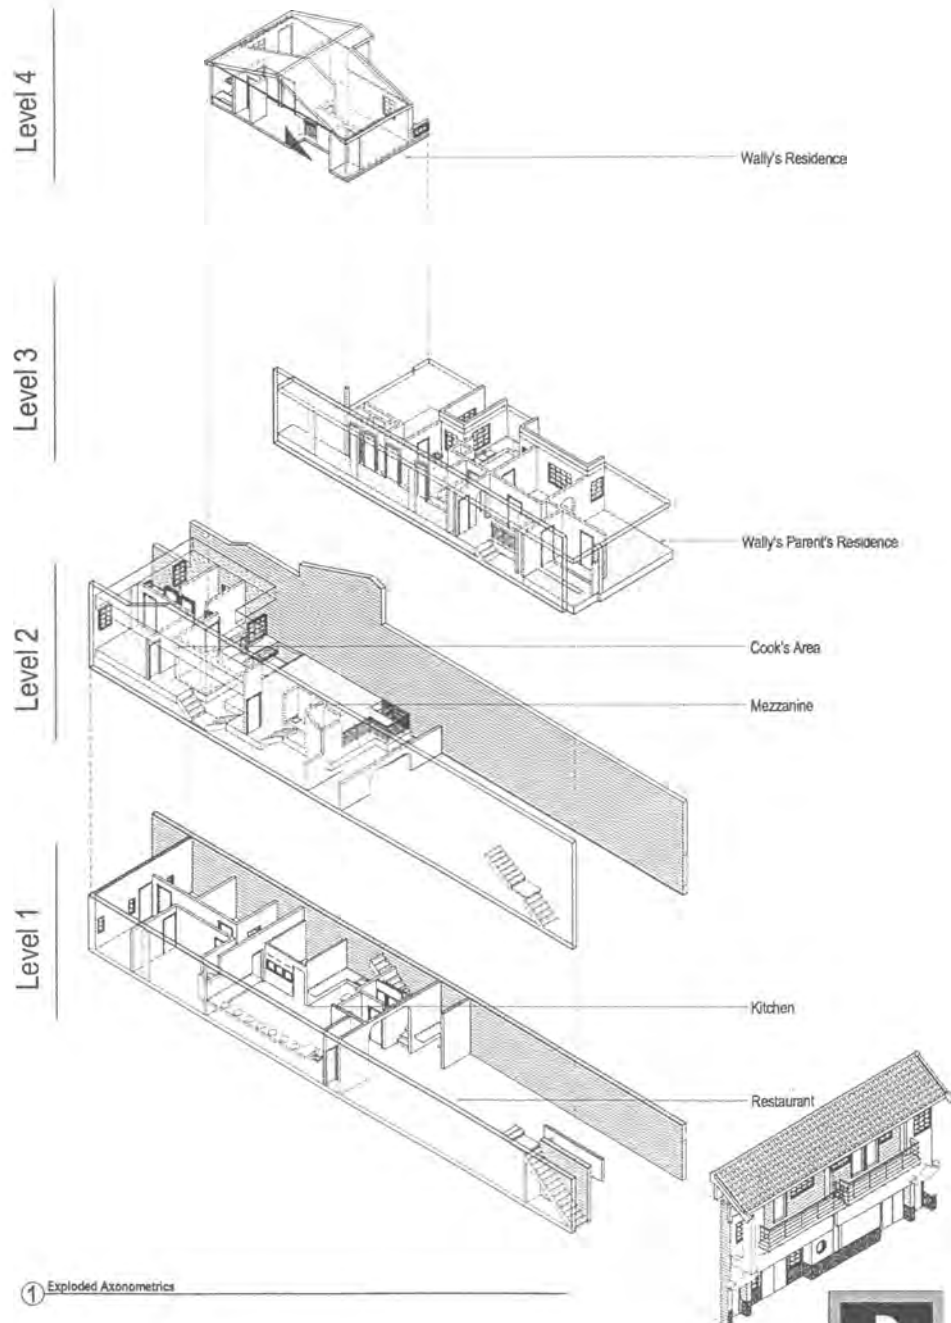 Level 4
Wally's Residence
Level 3
Wally's Parent's Residence
Level 2
Cook's Area
Mezzanine
Level 1
Kitchen
Restaurant
1 Exploded Axonometrics